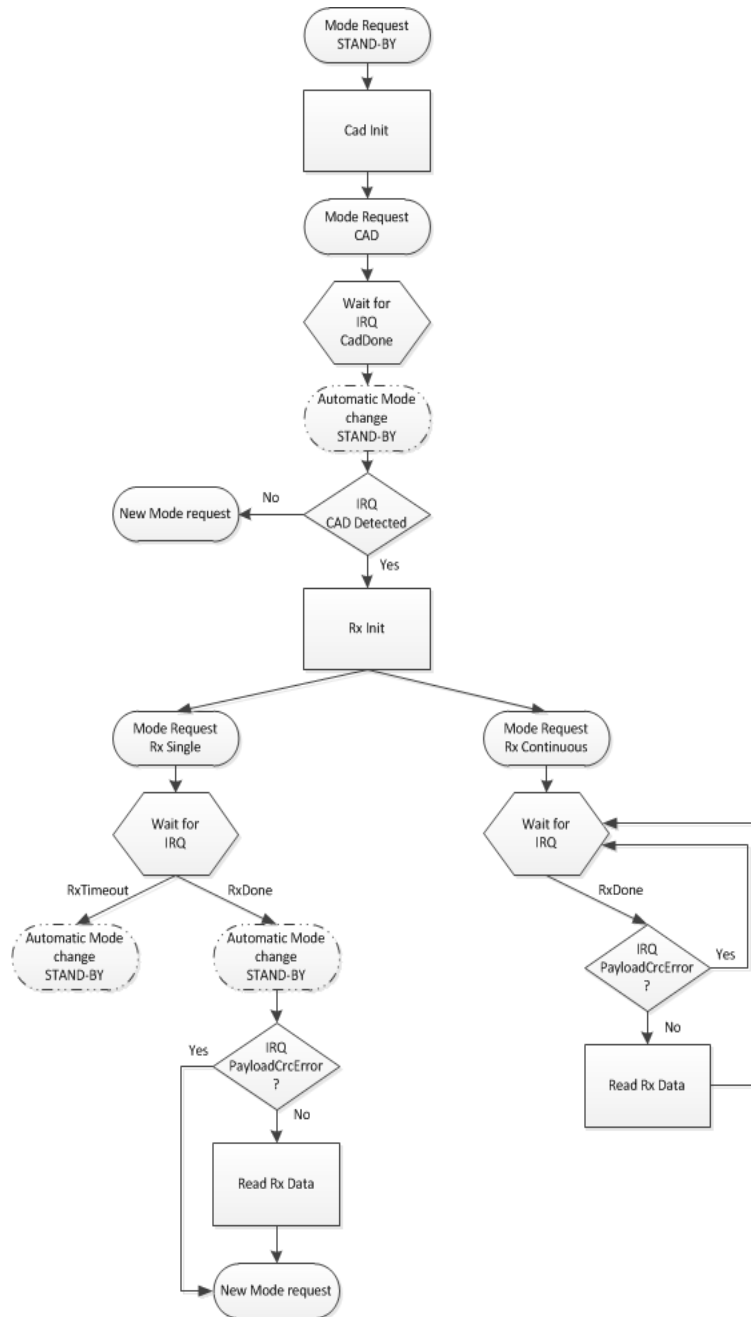 Mode Request
STAND-BY
Cad Init
Mode Request
CAD
Wait for
IRQ
CadDone
Automatic Mode
change
STAND-BY
No
New Mode request
IRQ
CAD Detected
Yes
Rx Init
Mode Request
Rx Single
Mode Request
Rx Continuous
Wait for
IRQ
Wait for
IRQ
RxTimeout
RxDone
RxDone
Automatic Mode
change
STAND-BY
Automatic Mode
change
STAND-BY
IRQ
PayloadCrcError
?
Yes
No
Read Rx Data
Yes
IRQ
PayloadCrcError
?
No
Read Rx Data
New Mode request